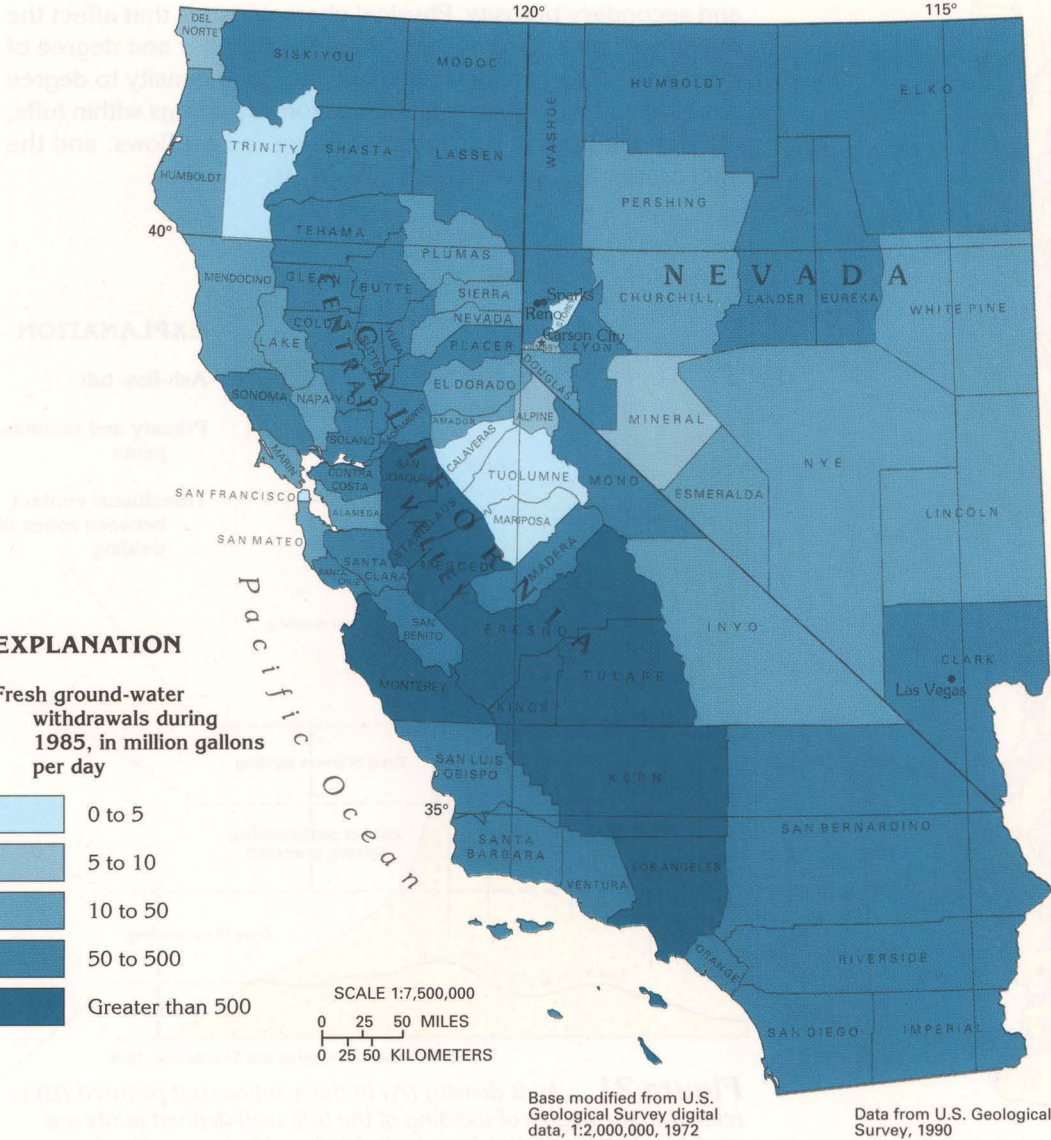 120°
115°
DEL
NORTE
SISKIYOU
MODOC
HUMBOLDT
ELKO
WASHOE
TRINITY
SHASTA
LASSEN
HUMBOLDT
PERSHING
40°
TEHAMA
PLUMAS
MENDOCINO
GLENN
BUTTE
SIERRA
NEVADA
Sparks
Reno
STOREY
CHURCHILL
LANDER
EUREKA
WHITE PINE
COLUSA
LAKE
NEVADA
PLACER
Carson City
LYON
SUTTER
YUBA
CENTRAL VALLEY
CALIFORNIA
DOUGLAS
EL DORADO
SONOMA
NAPA
YOLO
SACRAMENTO
AMADOR
ALPINE
MINERAL
SOLANO
CALAVERAS
NYE
MARIN
CONTRA
COSTA
SAN
JOAQUIN
TUOLUMNE
MONO
ESMERALDA
SAN FRANCISCO
ALAMEDA
STANISLAUS
MARIPOSA
LINCOLN
SAN MATEO
SANTA
CLARA
SANTA
CRUZ
MERCED
MADERA
Pacific Ocean
SAN
BENITO
FRESNO
INYO
EXPLANATION
CLARK
MONTEREY
TULARE
Las Vegas
Fresh ground-water
withdrawals during
1985, in million gallons
per day
KINGS
SAN LUIS
OBISPO
KERN
0 to 5
35°
SAN BERNARDINO
5 to 10
SANTA
BARBARA
LOS ANGELES
VENTURA
10 to 50
50 to 500
ORANGE
RIVERSIDE
Greater than 500
SCALE 1:7,500,000
0 25 50 MILES
0 25 50 KILOMETERS
SAN DIEGO
IMPERIAL
Base modified from U.S.
Geological Survey digital
data, 1:2,000,000, 1972
Data from U.S. Geological
Survey, 1990